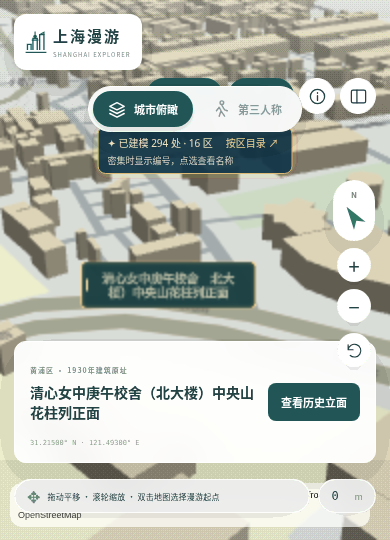 上海漫游
SHANGHAI EXPLORER
城市俯瞰
第三人称
✦ 已建模 294 处 · 16 区 按区目录 ↗
密集时显示编号，点选查看名称
N
清心女中庚午校舍（北大
楼）中央山花柱列正面
黄浦区 · 1930年建筑原址
清心女中庚午校舍（北大楼）中央山
花柱列正面
查看历史立面
31.21500° N · 121.49300° E
拖动平移 · 滚轮缩放 · 双击地图选择漫游起点
0 m
OpenStreetMap